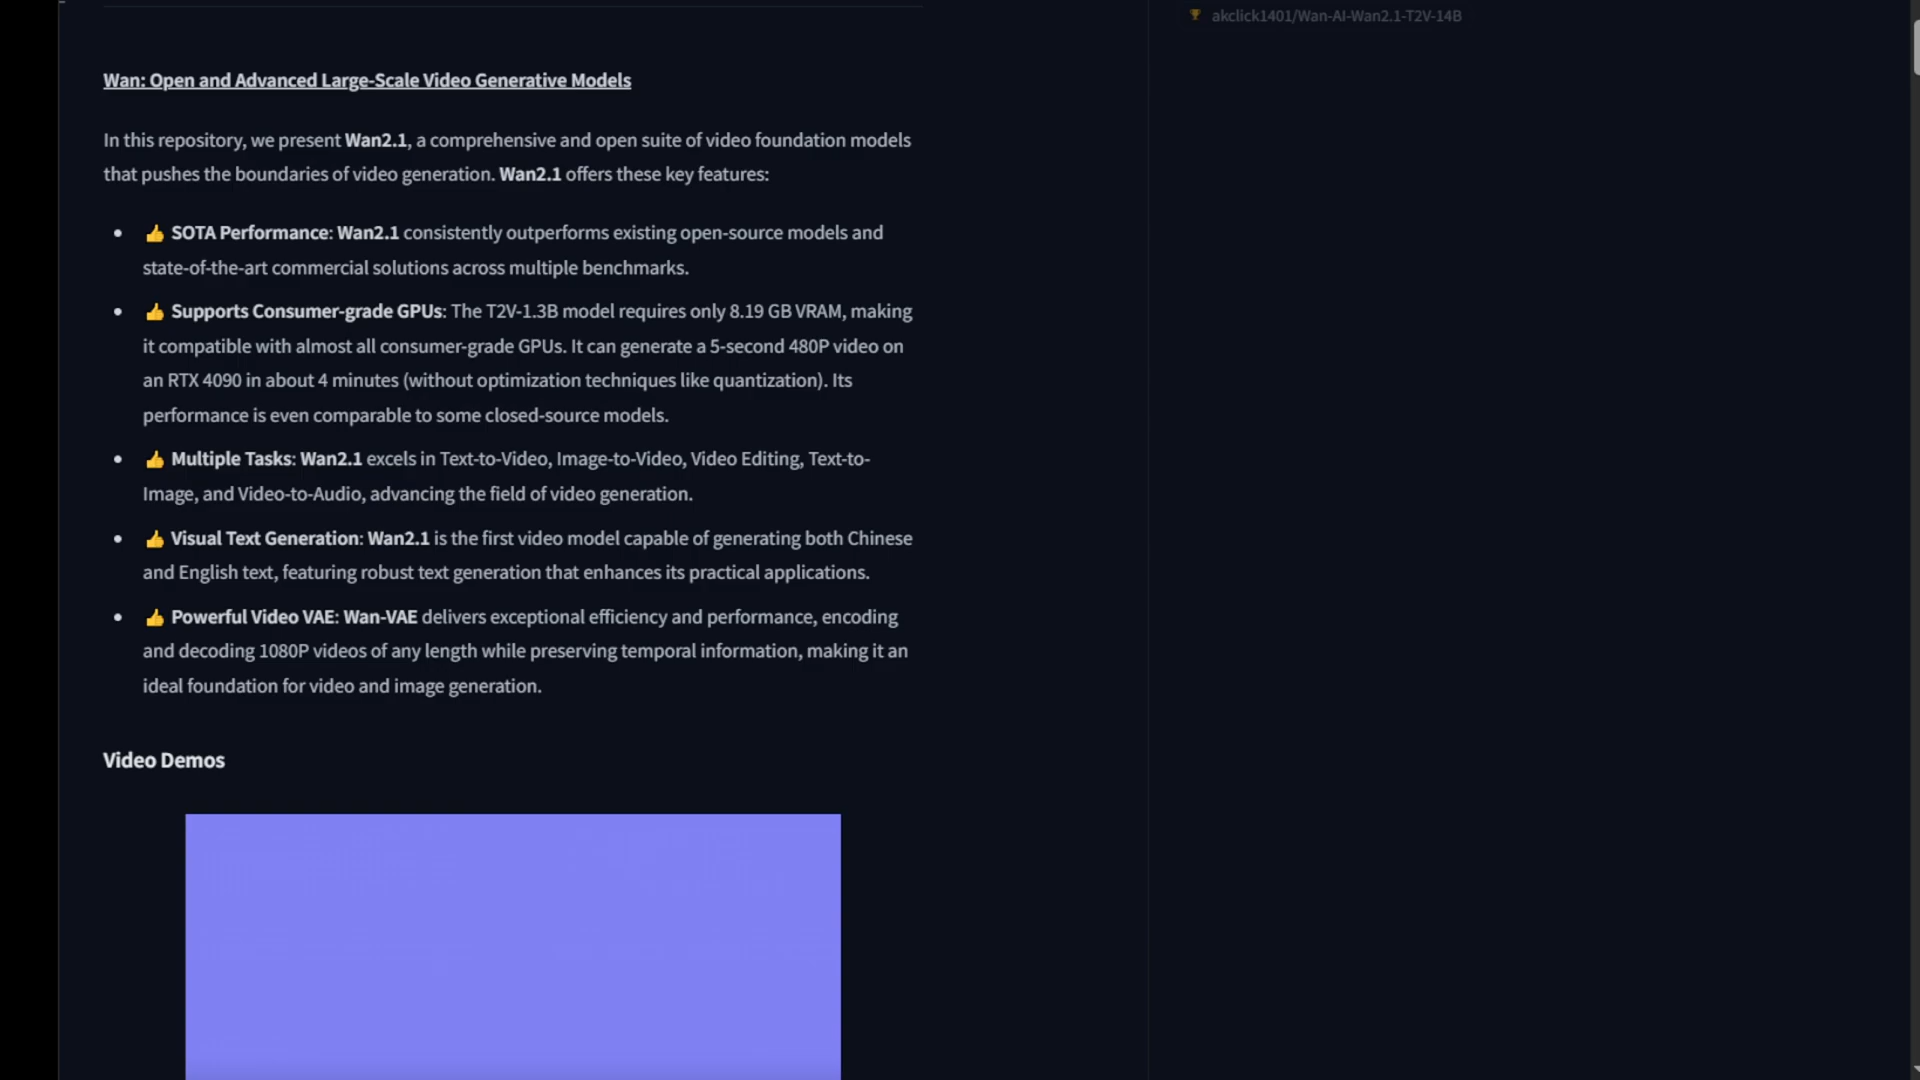 akclick1401/Wan-AI-Wan2.1-T2V-14B
Wan: Open and Advanced Large-Scale Video Generative Models
In this repository, we present Wan2.1, a comprehensive and open suite of video foundation models
that pushes the boundaries of video generation. Wan2.1 offers these key features:
• 👍 SOTA Performance: Wan2.1 consistently outperforms existing open-source models and
state-of-the-art commercial solutions across multiple benchmarks.
• 👍 Supports Consumer-grade GPUs: The T2V-1.3B model requires only 8.19 GB VRAM, making
it compatible with almost all consumer-grade GPUs. It can generate a 5-second 480P video on
an RTX 4090 in about 4 minutes (without optimization techniques like quantization). Its
performance is even comparable to some closed-source models.
• 👍 Multiple Tasks: Wan2.1 excels in Text-to-Video, Image-to-Video, Video Editing, Text-to-
Image, and Video-to-Audio, advancing the field of video generation.
• 👍 Visual Text Generation: Wan2.1 is the first video model capable of generating both Chinese
and English text, featuring robust text generation that enhances its practical applications.
• 👍 Powerful Video VAE: Wan-VAE delivers exceptional efficiency and performance, encoding
and decoding 1080P videos of any length while preserving temporal information, making it an
ideal foundation for video and image generation.
Video Demos